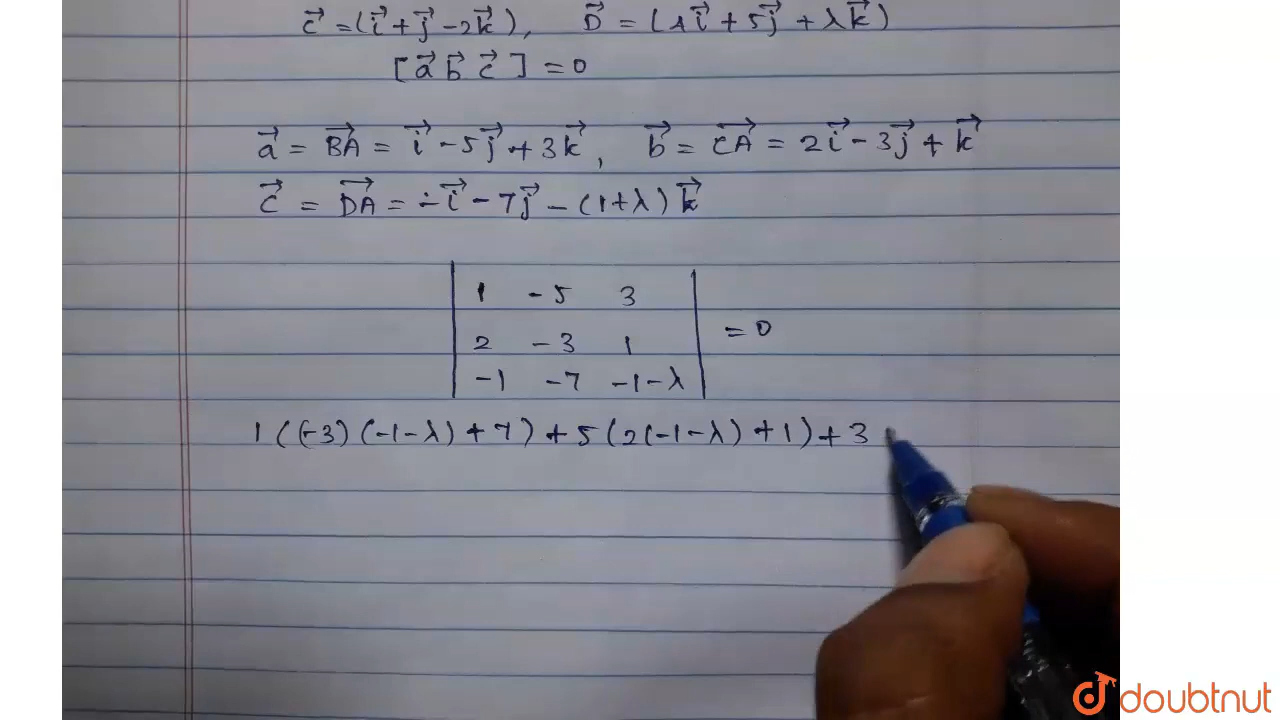 C⃗ = (i⃗ + j⃗ - 2k⃗), D⃗ = (4i⃗ + 5j⃗ + λk⃗)
[a⃗ b⃗ c⃗] = 0
a⃗ = BA⃗ = i⃗ - 5j⃗ + 3k⃗, b⃗ = CA⃗ = 2i⃗ - 3j⃗ + k⃗
C⃗ = DA⃗ = -i⃗ - 7j⃗ - (1+λ)k⃗
| 1 -5 3 |
| 2 -3 1 | = 0
| -1 -7 -1-λ |
1((-3)(-1-λ)+7)+5(2(-1-λ)+1)+3
doubtnut